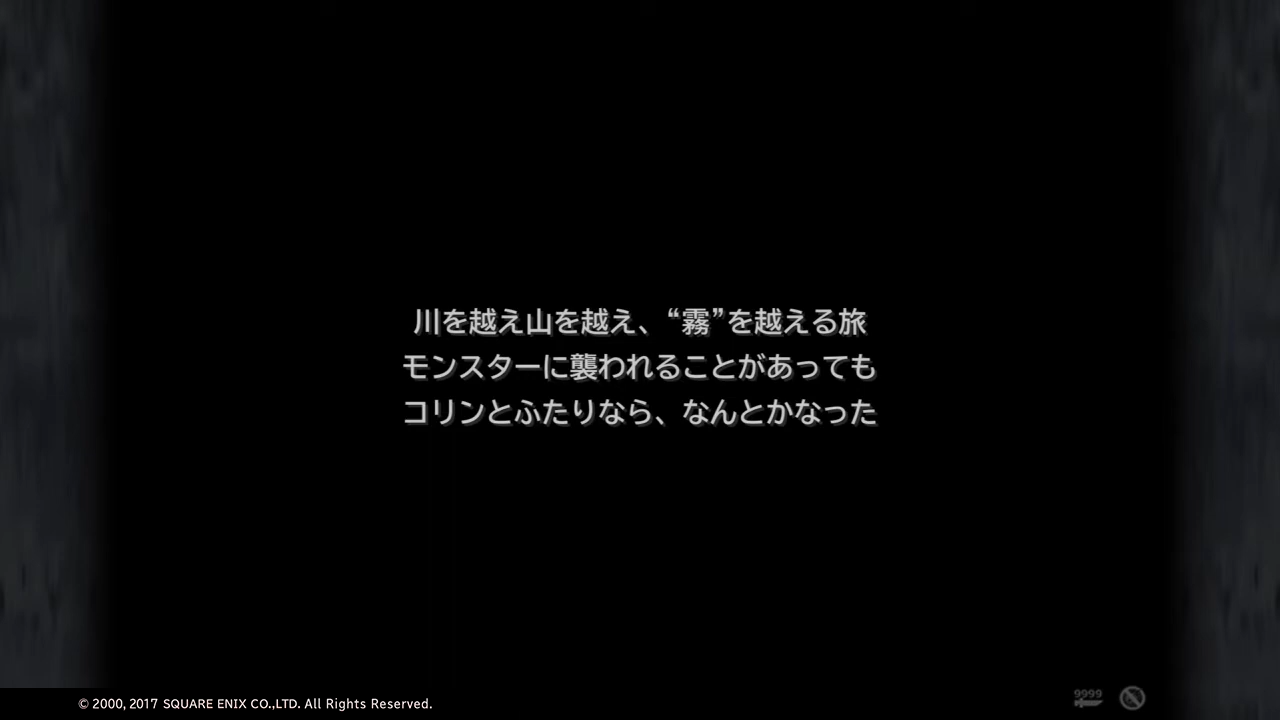 川を越え山を越え、“霧”を越える旅
モンスターに襲われることがあっても
コリンとふたりなら、なんとかなった
9999
© 2000, 2017 SQUARE ENIX CO.,LTD. All Rights Reserved.